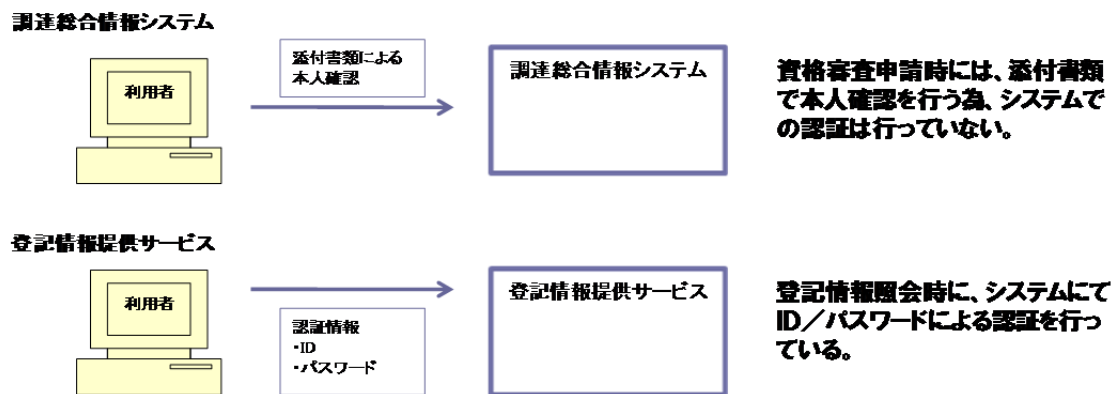 調達総合情報システム
利用者
添付書類による
本人確認
調達総合情報システム
資格審査申請時には、添付書類
で本人確認を行う為、システムで
の認証は行っていない。
登記情報提供サービス
利用者
認証情報
・ID
・パスワード
登記情報提供サービス
登記情報照会時に、システムにて
ID／パスワードによる認証を行っ
ている。